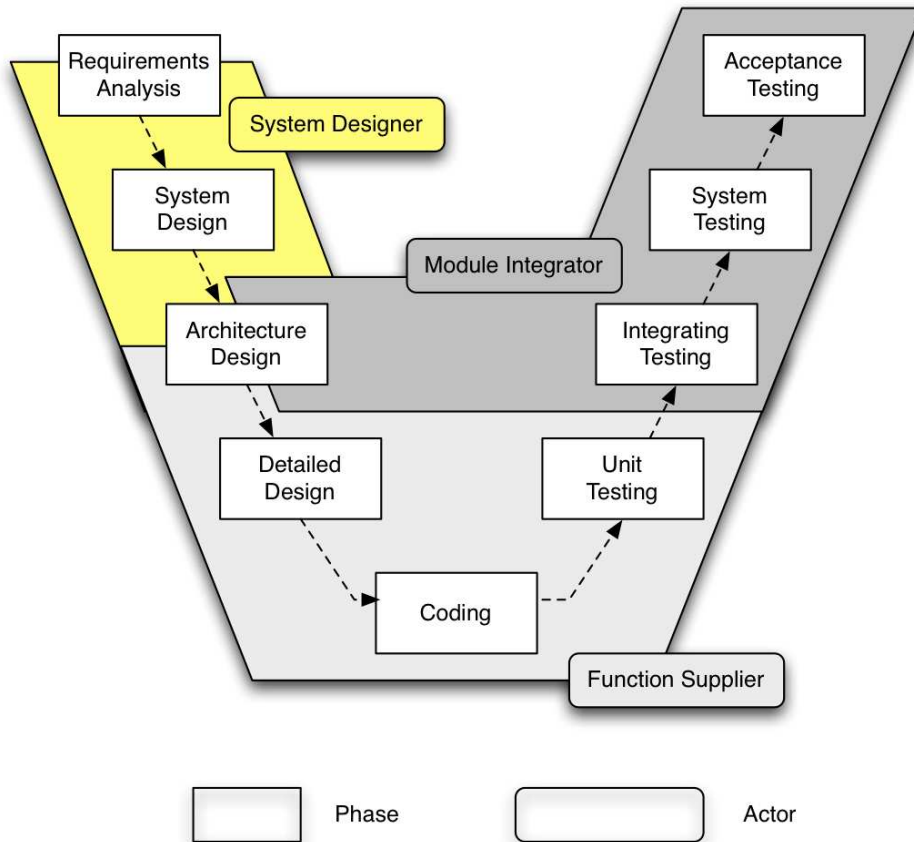 Requirements
Analysis
Acceptance
Testing
System Designer
System
Design
System
Testing
Module Integrator
Architecture
Design
Integrating
Testing
Detailed
Design
Unit
Testing
Coding
Function Supplier
Phase
Actor